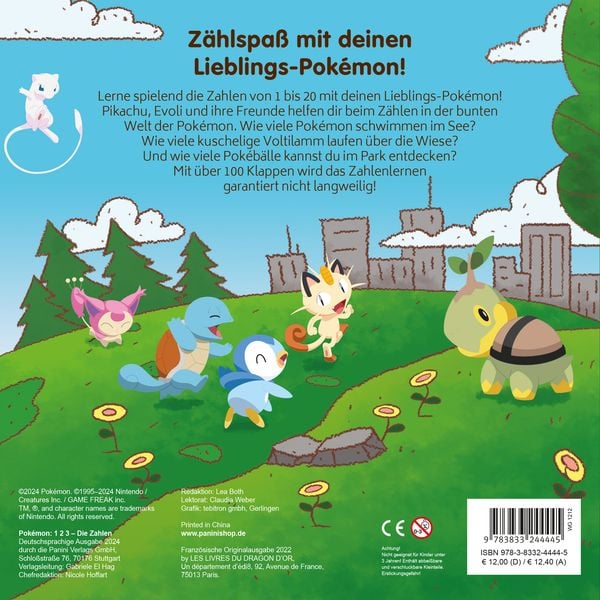 Zählspaß mit deinen
Lieblings-Pokémon!
Lerne spielend die Zahlen von 1 bis 20 mit deinen Lieblings-Pokémon!
Pikachu, Evoli und ihre Freunde helfen dir beim Zählen in der bunten
Welt der Pokémon. Wie viele Pokémon schwimmen im See?
Wie viele kuschelige Voltilamm laufen über die Wiese?
Und wie viele Pokébälle kannst du im Park entdecken?
Mit über 100 Klappen wird das Zahlenlernen
garantiert nicht langweilig!
©2024 Pokémon. ©1995–2024 Nintendo /
Creatures Inc. / GAME FREAK inc.
TM, ®, and character names are trademarks
of Nintendo. All rights reserved.
Pokémon: 1 2 3 – Die Zahlen
Deutschsprachige Ausgabe 2024
durch die Panini Verlags GmbH,
Schloßstraße 76, 70176 Stuttgart
Verlagsleitung: Gabriele El Hag
Chefredaktion: Nicole Hoffart
Redaktion: Lea Both
Lektorat: Claudia Weber
Grafik: tebitron gmbh, Gerlingen
Printed in China
www.paninishop.de
Französische Originalausgabe 2022
by LES LIVRES DU DRAGON D'OR,
Un département d'édi8, 92, Avenue de France,
75013 Paris.
CE
0-3
Achtung!
Nicht geeignet für Kinder unter
3 Jahren! Enthält abreißbare
und verschluckbare Kleinteile.
Erstickungsgefahr!
9 783833 244445
WG 1212
ISBN 978-3-8332-4444-5
€ 12,00 (D) / € 12,40 (A)